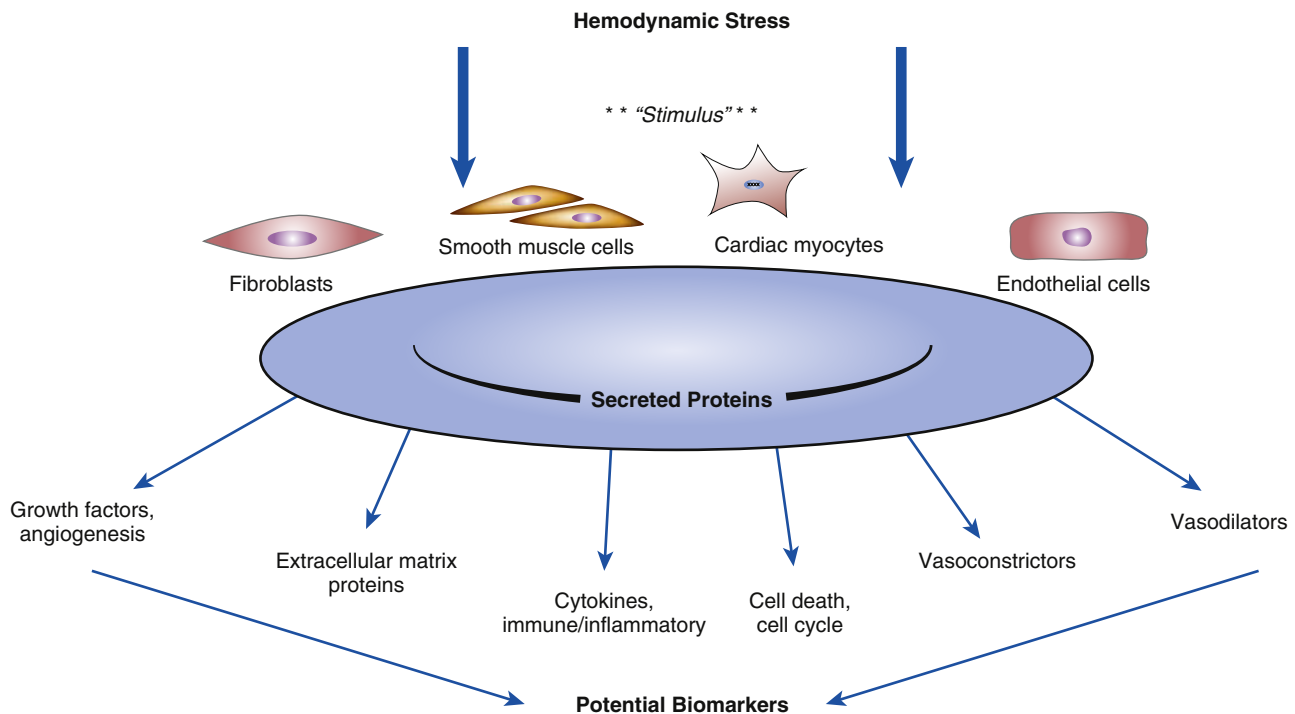 Hemodynamic Stress
* * “Stimulus” * *
Smooth muscle cells
Cardiac myocytes
Fibroblasts
Endothelial cells
Secreted Proteins
Growth factors,
angiogenesis
Extracellular matrix
proteins
Cytokines,
immune/inflammatory
Cell death,
cell cycle
Vasoconstrictors
Vasodilators
Potential Biomarkers